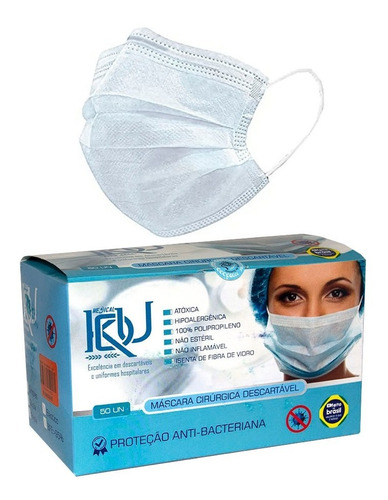 MEDICAL
KDU
Excelência em descartáveis
e uniformes hospitalares
ATÓXICA
HIPOALERGÊNICA
100% POLIPROPILENO
NÃO ESTÉRIL
NÃO INFLAMÁVEL
ISENTA DE FIBRA DE VIDRO
50 UN
MÁSCARA CIRÚRGICA DESCARTÁVEL
PROTEÇÃO ANTI-BACTERIANA
brasil